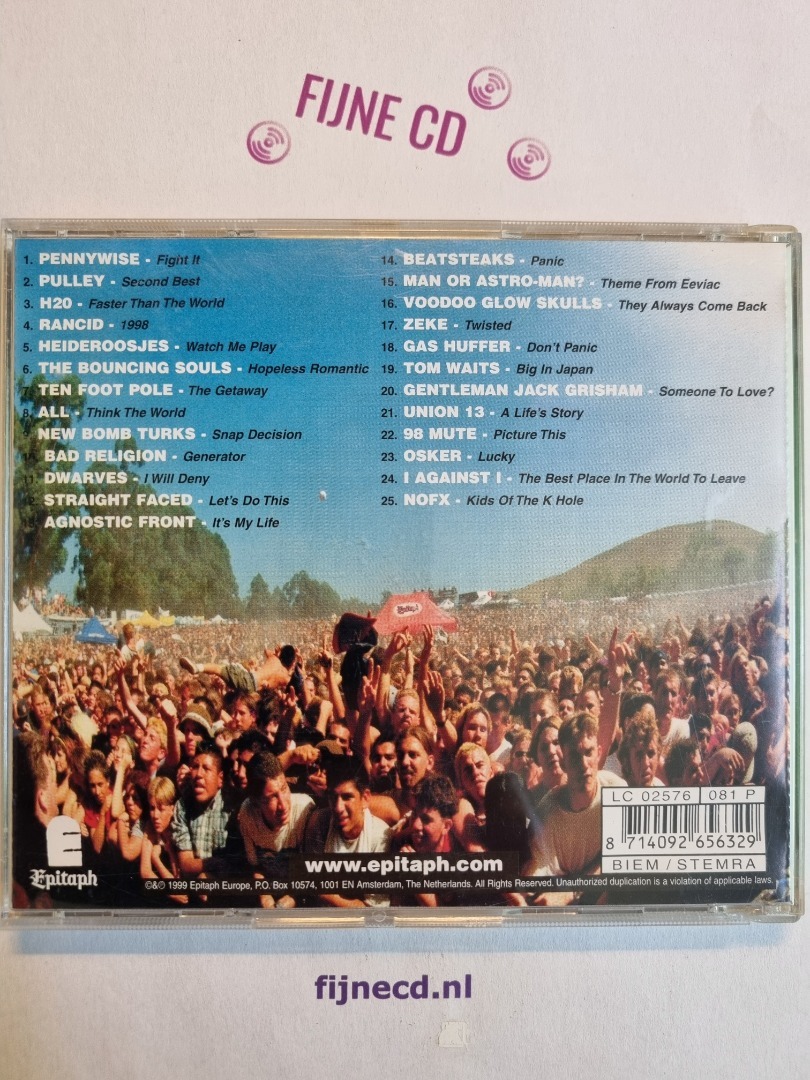 FIJNE CD
1. PENNYWISE - Fight It
2. PULLEY - Second Best
3. H20 - Faster Than The World
4. RANCID - 1998
5. HEIDEROOSJES - Watch Me Play
6. THE BOUNCING SOULS - Hopeless Romantic
7. TEN FOOT POLE - The Getaway
8. ALL - Think The World
NEW BOMB TURKS - Snap Decision
BAD RELIGION - Generator
11. DWARVES - I Will Deny
12. STRAIGHT FACED - Let's Do This
13. AGNOSTIC FRONT - It's My Life
14. BEATSTEAKS - Panic
15. MAN OR ASTRO-MAN? - Theme From Eeviac
16. VOODOO GLOW SKULLS - They Always Come Back
17. ZEKE - Twisted
18. GAS HUFFER - Don't Panic
19. TOM WAITS - Big In Japan
20. GENTLEMAN JACK GRISHAM - Someone To Love?
21. UNION 13 - A Life's Story
22. 98 MUTE - Picture This
23. OSKER - Lucky
24. I AGAINST I - The Best Place In The World To Leave
25. NOFX - Kids Of The K Hole
Epitaph
LC 02576 081 P
8 714092 656329
BIEM / STEMRA
Epitaph
www.epitaph.com
©&℗ 1999 Epitaph Europe, P.O. Box 10574, 1001 EN Amsterdam, The Netherlands. All Rights Reserved. Unauthorized duplication is a violation of applicable laws.
fijnecd.nl